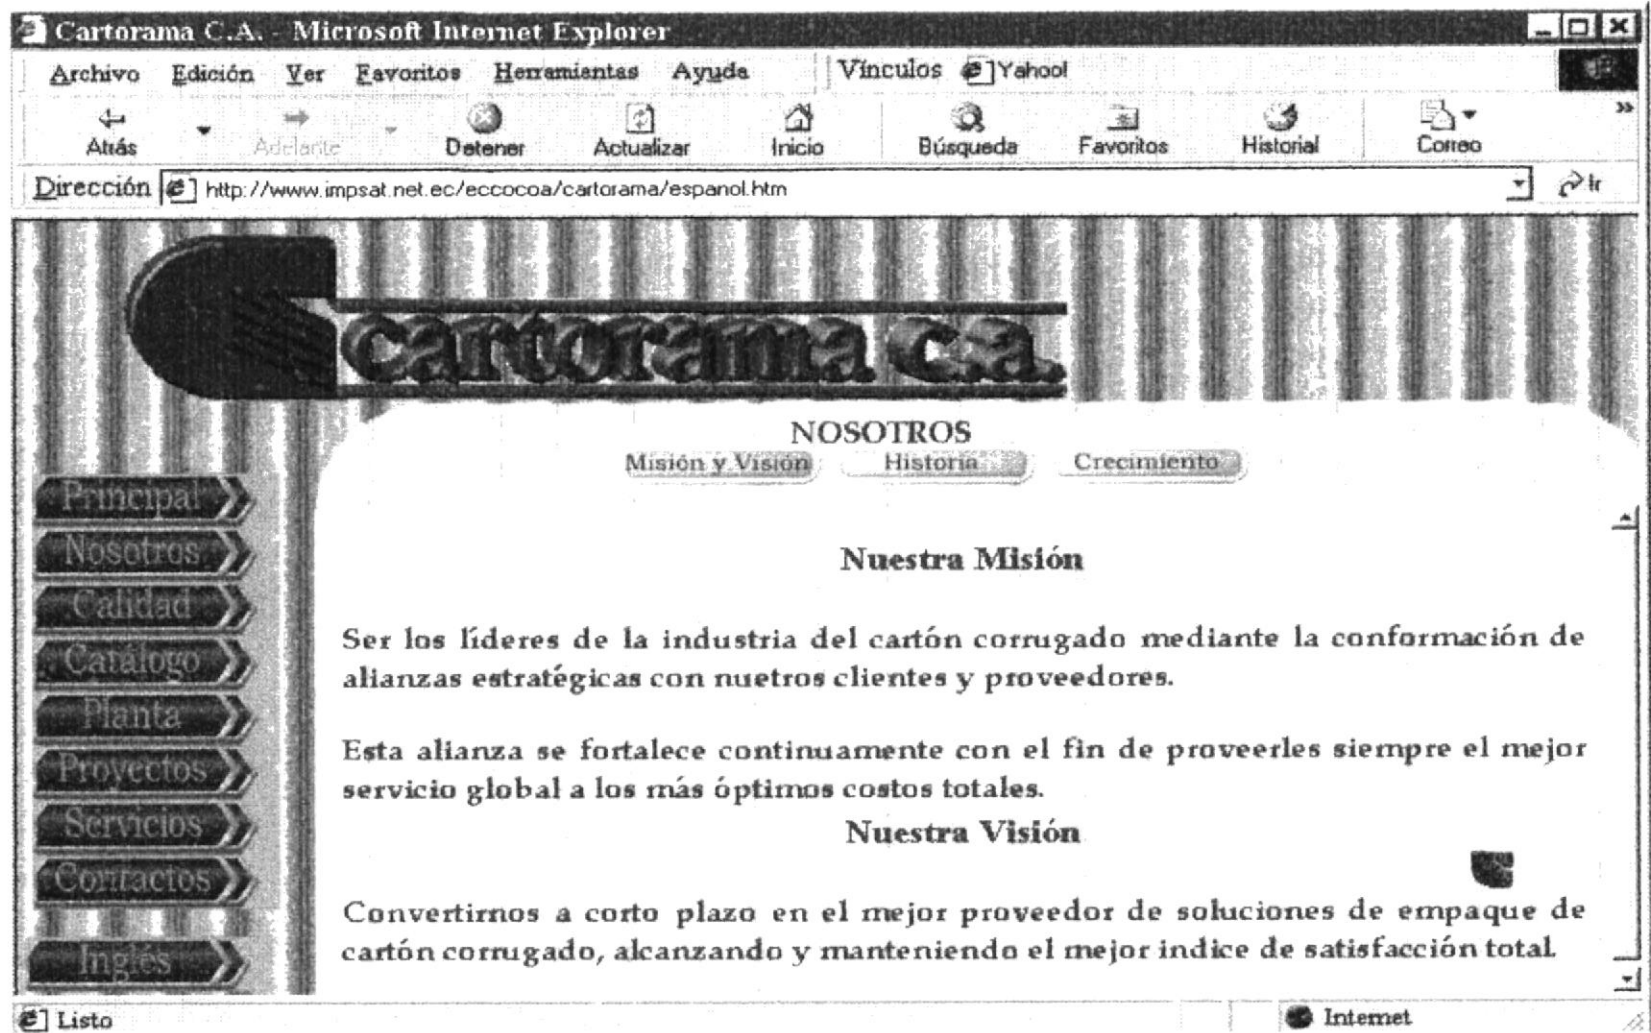 Cartorama C.A. - Microsoft Internet Explorer
Archivo Edición Ver Favoritos Herramientas Ayuda Vínculos Yahoo!
Atrás Adelante Detener Actualizar Inicio Búsqueda Favoritos Historial Correo »
Dirección http://www.impsat.net.ec/eccocoa/cartorama/espanol.htm Ir
cartorama c.a.
NOSOTROS
Misión y Visión Historia Crecimiento
Principal
Nosotros
Calidad
Catálogo
Planta
Proyectos
Servicios
Contactos
Inglés
Nuestra Misión
Ser los líderes de la industria del cartón corrugado mediante la conformación de
alianzas estratégicas con nuetros clientes y proveedores.
Esta alianza se fortalece continuamente con el fin de proveerles siempre el mejor
servicio global a los más óptimos costos totales.
Nuestra Visión
Convertirnos a corto plazo en el mejor proveedor de soluciones de empaque de
cartón corrugado, alcanzando y manteniendo el mejor indice de satisfacción total.
Listo Internet